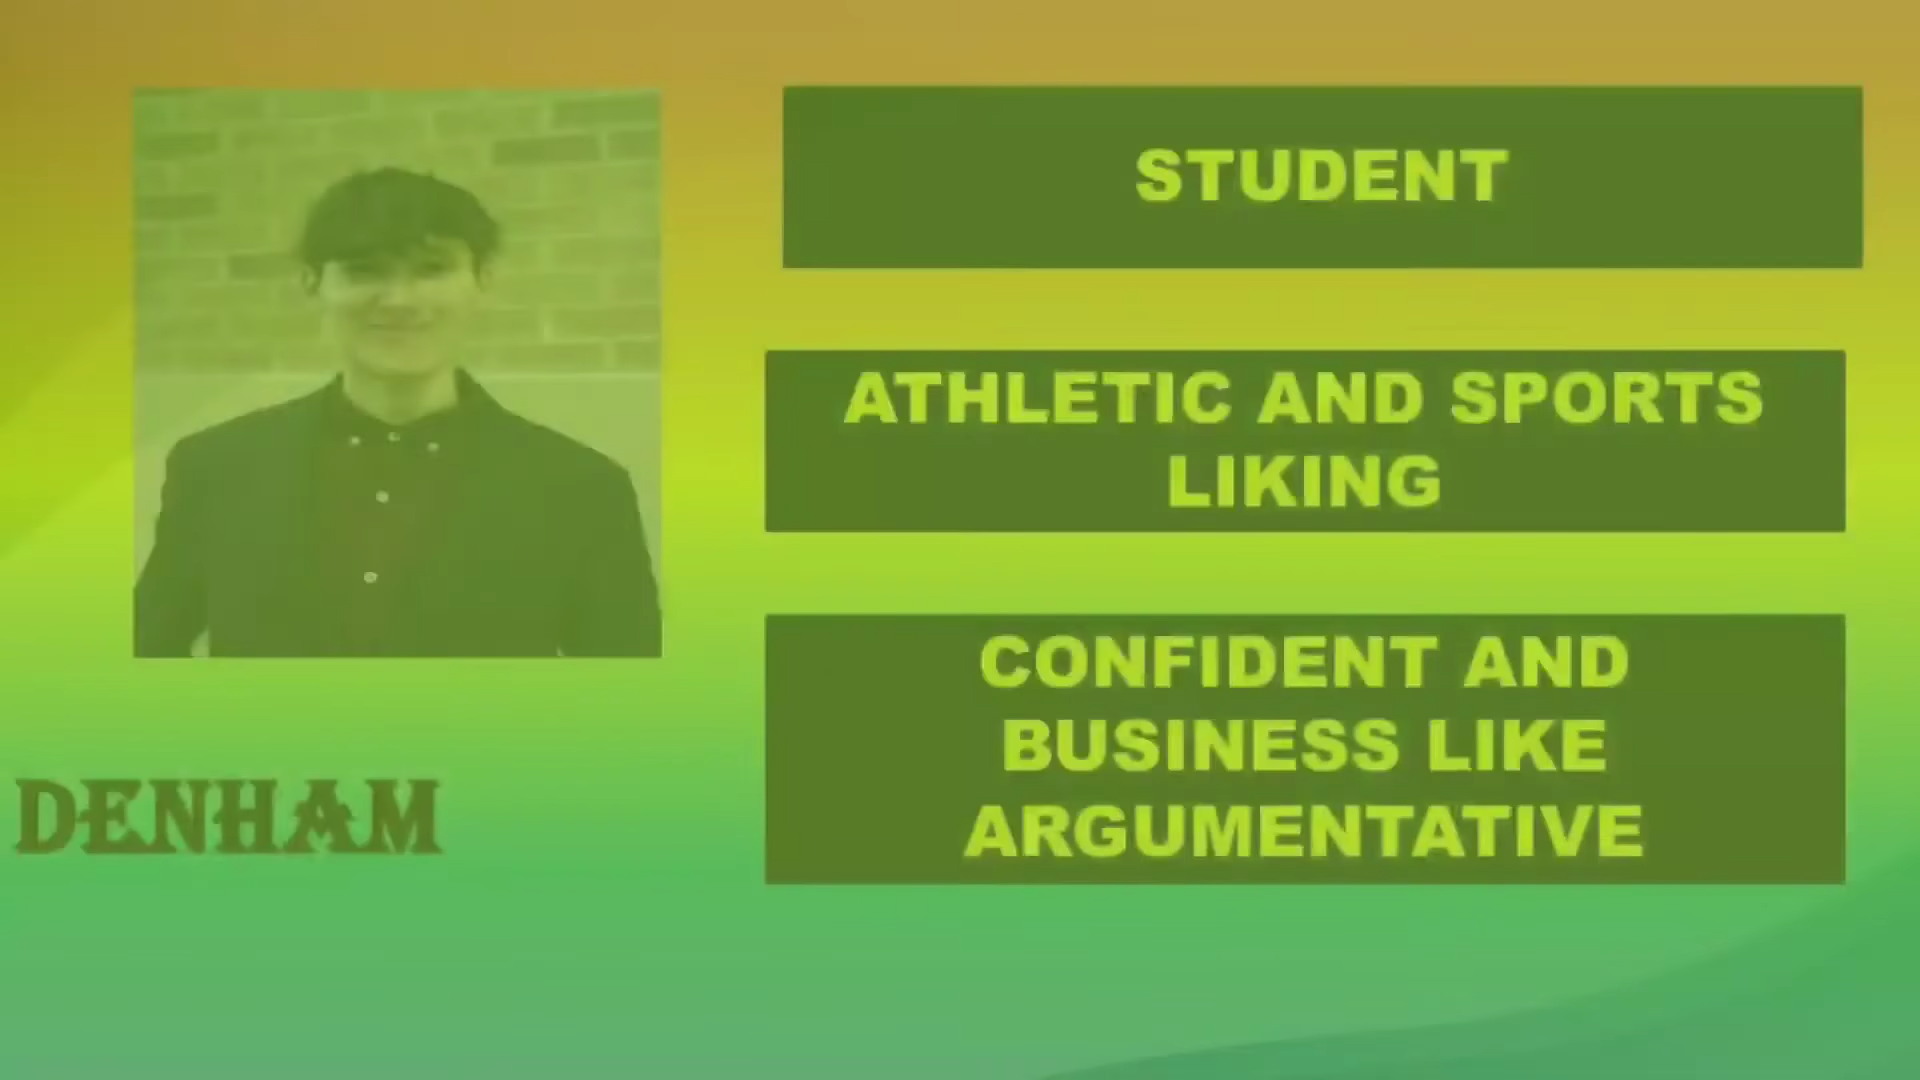 STUDENT
ATHLETIC AND SPORTS
LIKING
CONFIDENT AND
BUSINESS LIKE
ARGUMENTATIVE
DENHAM